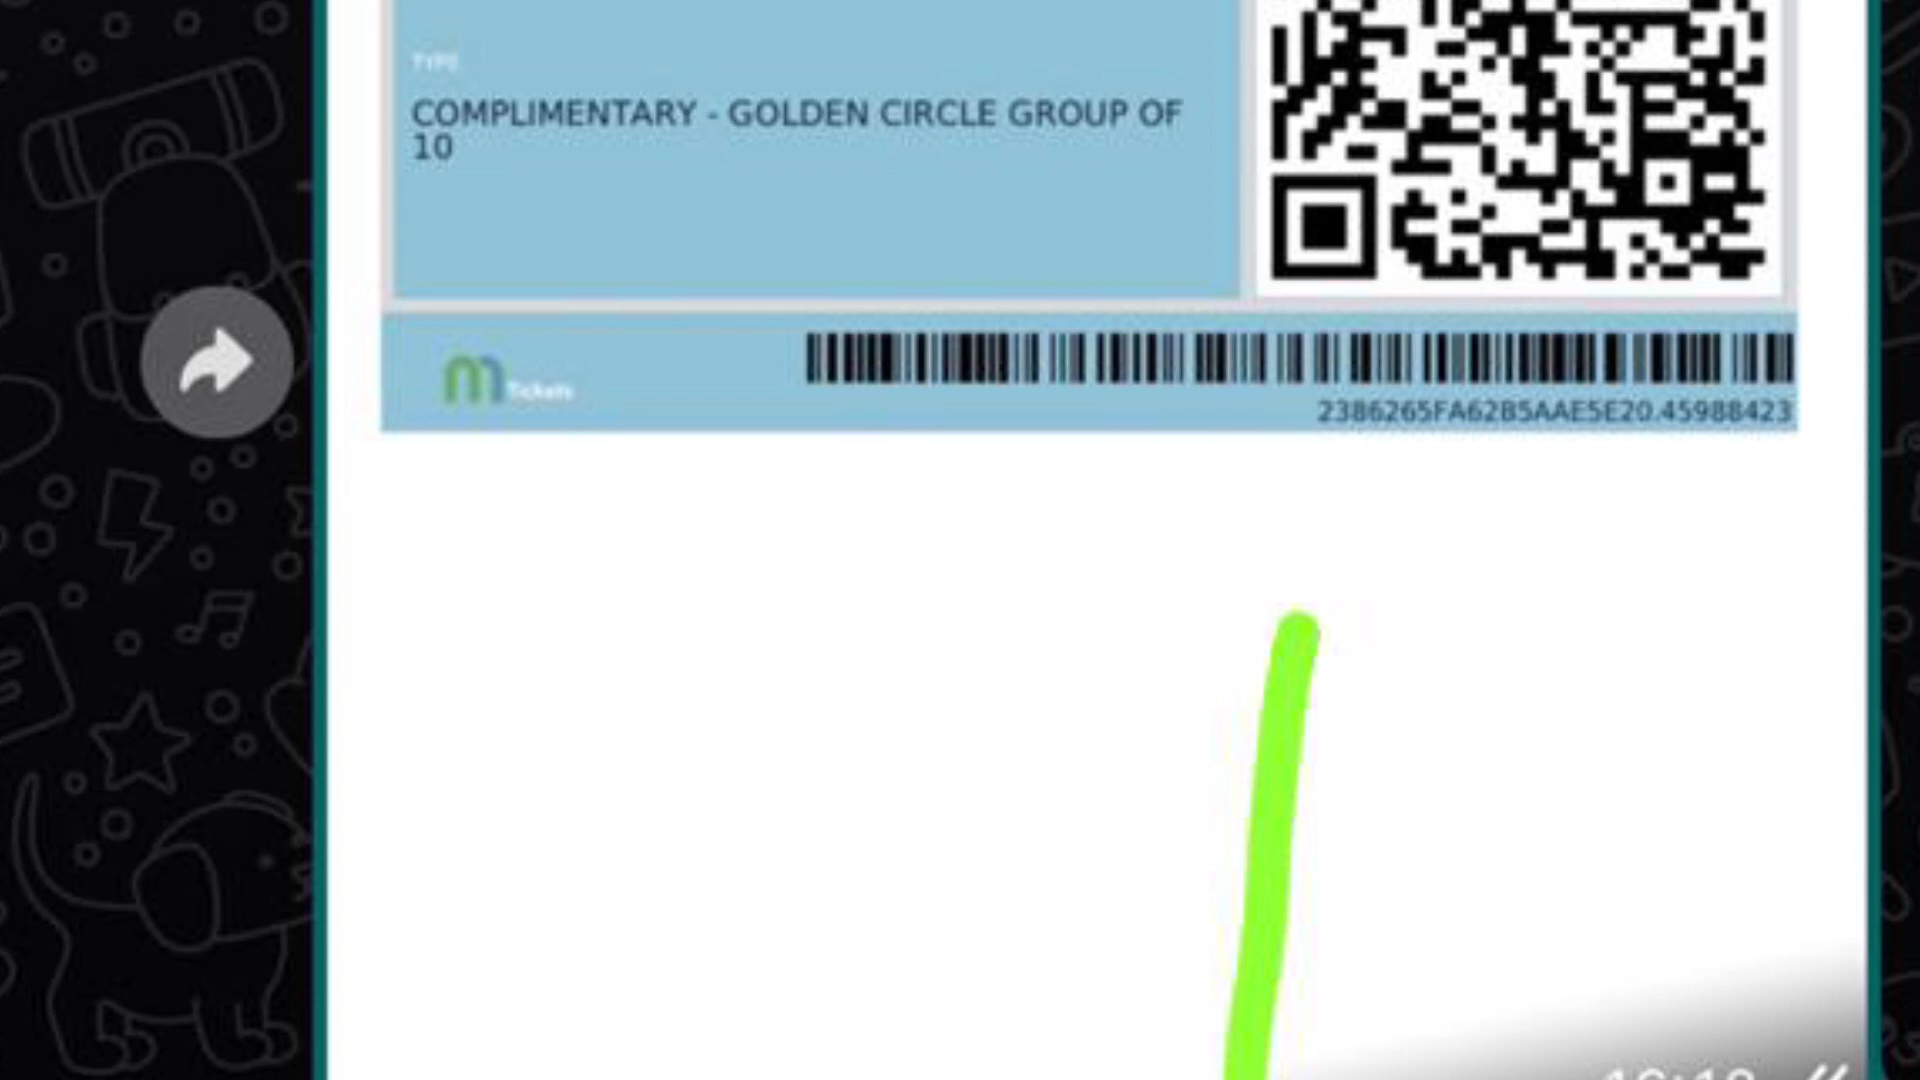 TYPE
COMPLIMENTARY - GOLDEN CIRCLE GROUP OF
10
m Tickets
2386265FA62B5AAE5E20.45988423